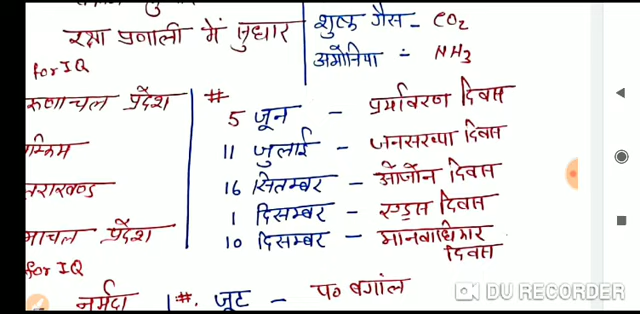 रक्षा प्रणाली में सुधार
for IQ
रुणाचल प्रदेश
क्किम
तराखण्ड
माचल प्रदेश
for IQ
नर्मदा
शुष्क गैस - CO2
अमोनिया - NH3
#
5 जून - पर्यावरण दिवस
11 जुलाई - जनसंख्या दिवस
16 सितम्बर - ओजोन दिवस
1 दिसम्बर - एड्स दिवस
10 दिसम्बर - मानवाधिकार
दिवस
#. जूट - प० बगांल
DU RECORDER